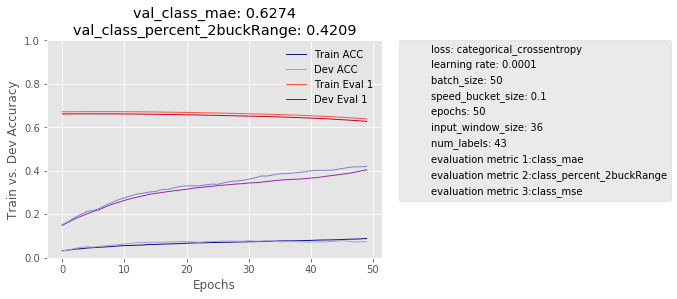 val_class_mae: 0.6274
val_class_percent_2buckRange: 0.4209
Train vs. Dev Accuracy
1.0
0.8
0.6
0.4
0.2
0.0
0
10
20
30
40
50
Epochs
Train ACC
Dev ACC
Train Eval 1
Dev Eval 1
loss: categorical_crossentropy
learning rate: 0.0001
batch_size: 50
speed_bucket_size: 0.1
epochs: 50
input_window_size: 36
num_labels: 43
evaluation metric 1:class_mae
evaluation metric 2:class_percent_2buckRange
evaluation metric 3:class_mse